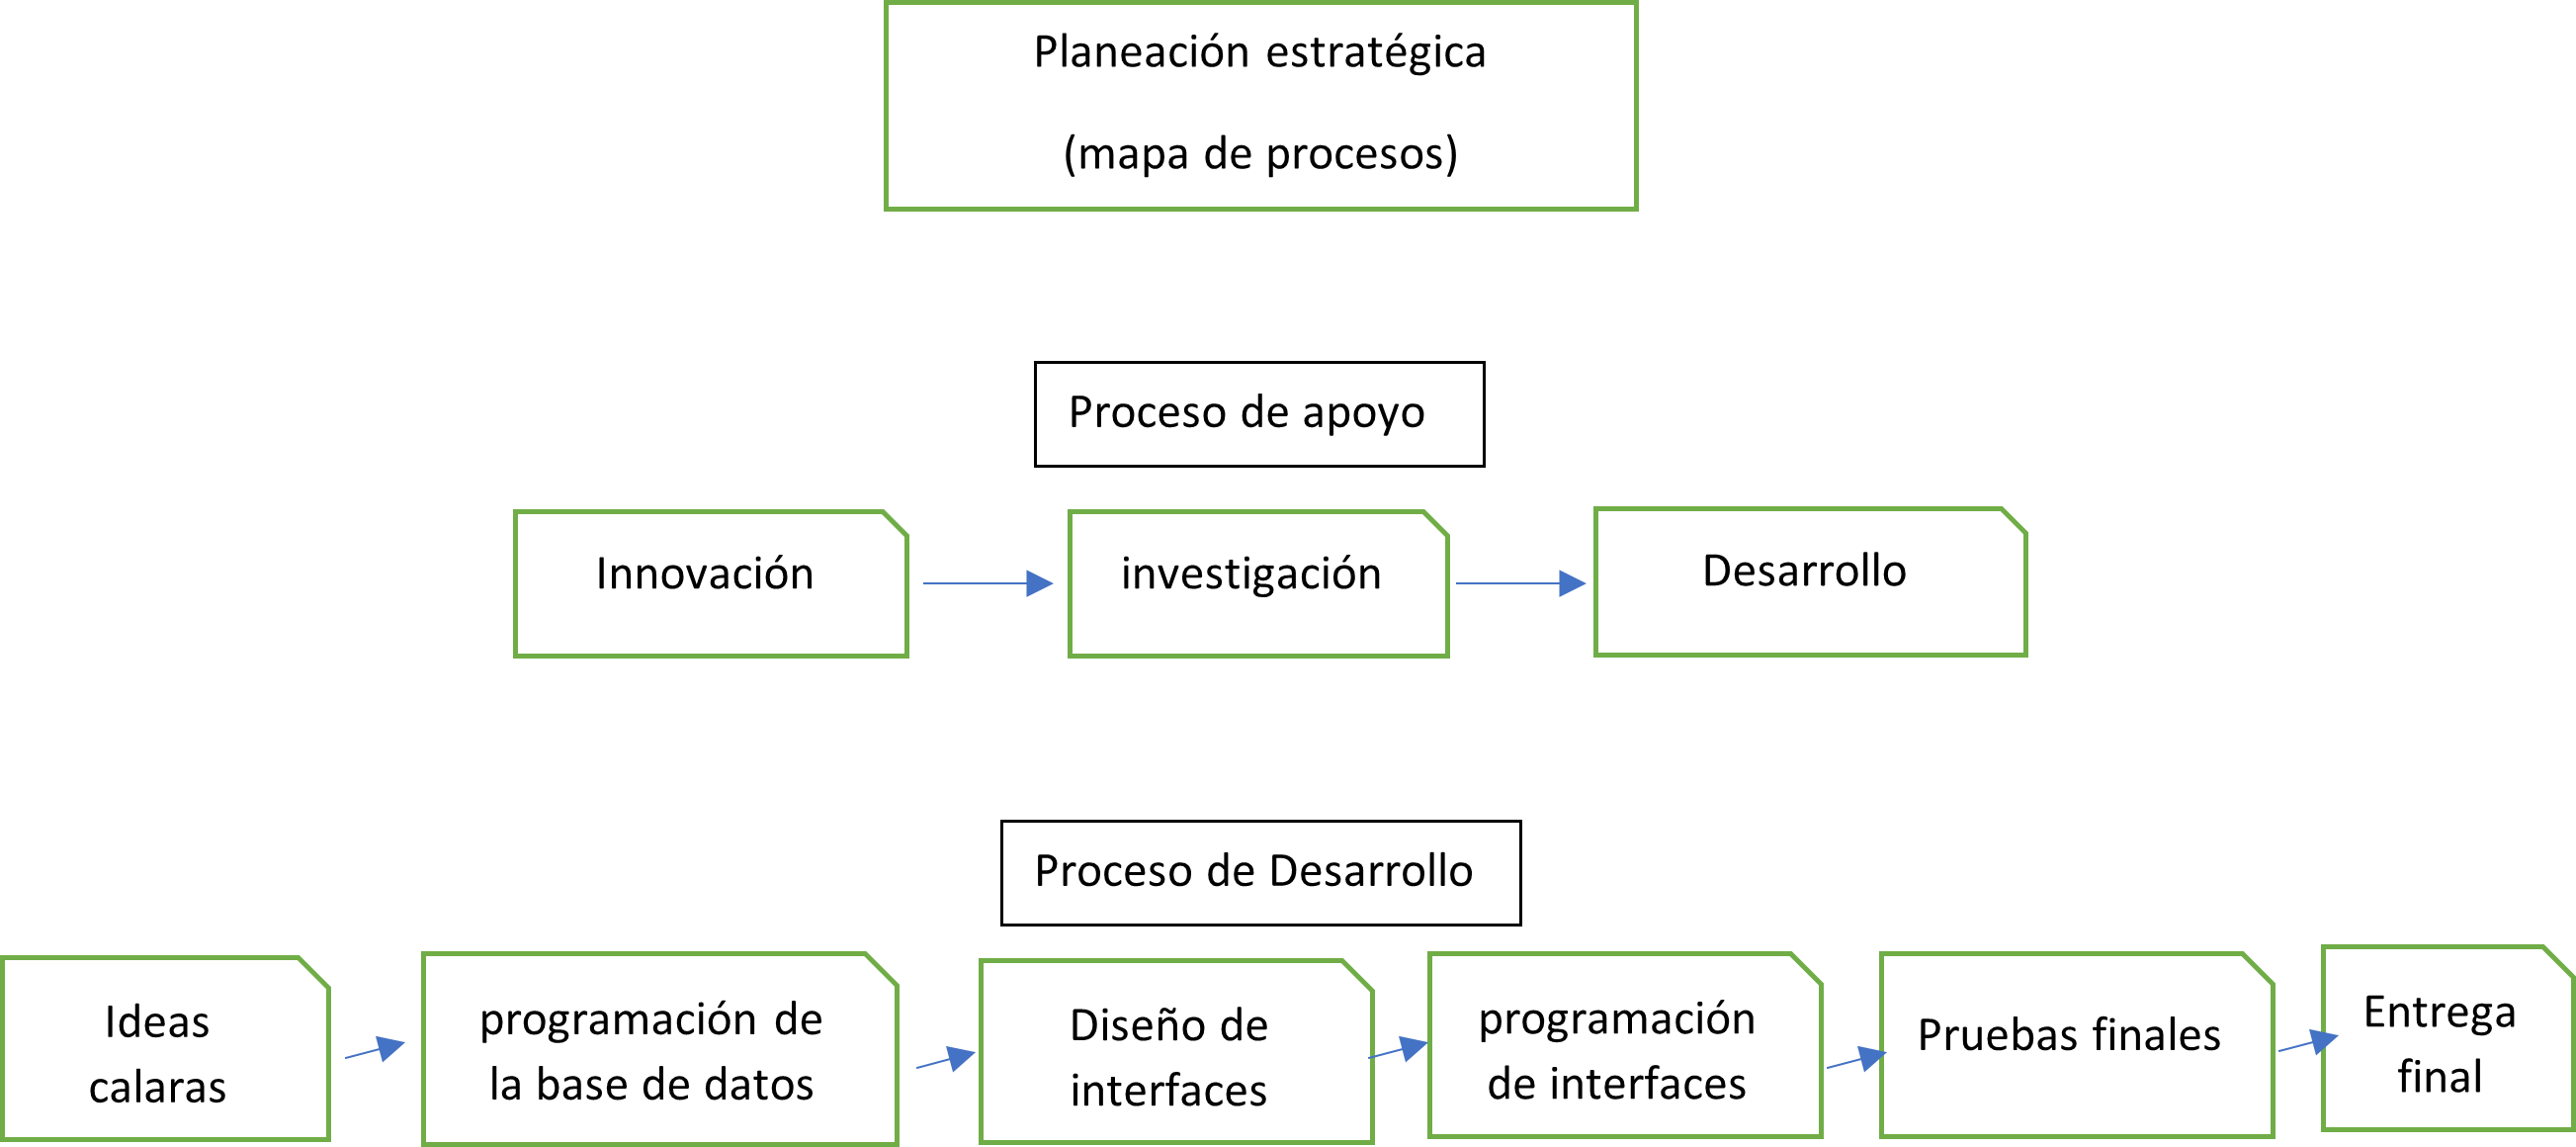 Planeación estratégica
(mapa de procesos)
Proceso de apoyo
Innovación
investigación
Desarrollo
Proceso de Desarrollo
Ideas
calaras
programación de
la base de datos
Diseño de
interfaces
programación
de interfaces
Pruebas finales
Entrega
final